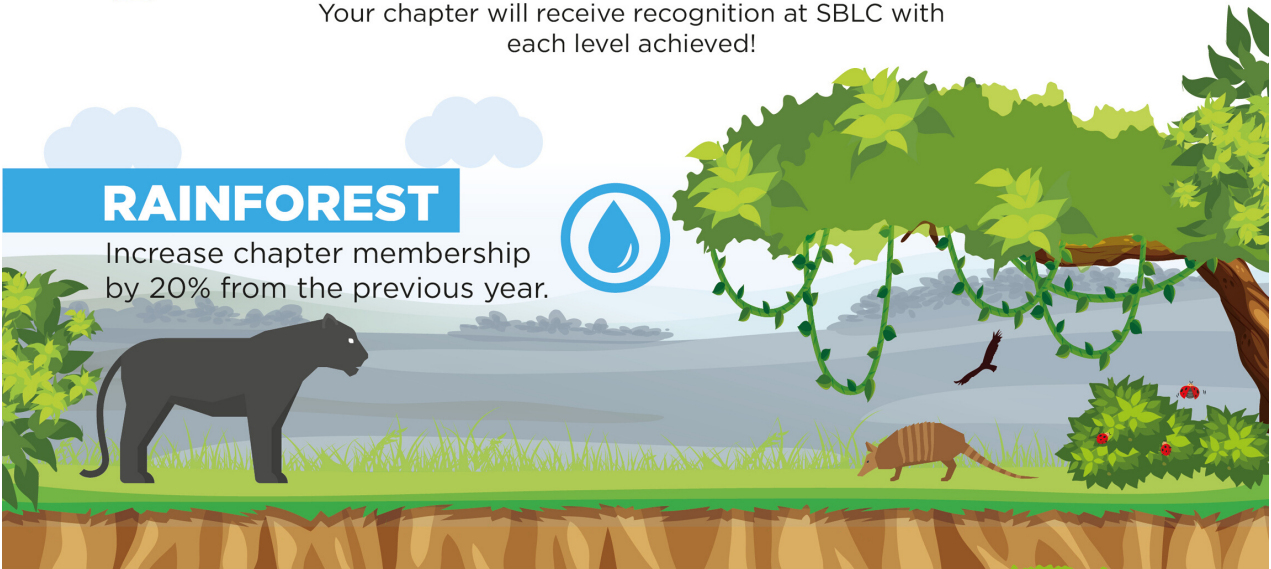 Your chapter will receive recognition at SBLC with
each level achieved!
RAINFOREST
Increase chapter membership
by 20% from the previous year.